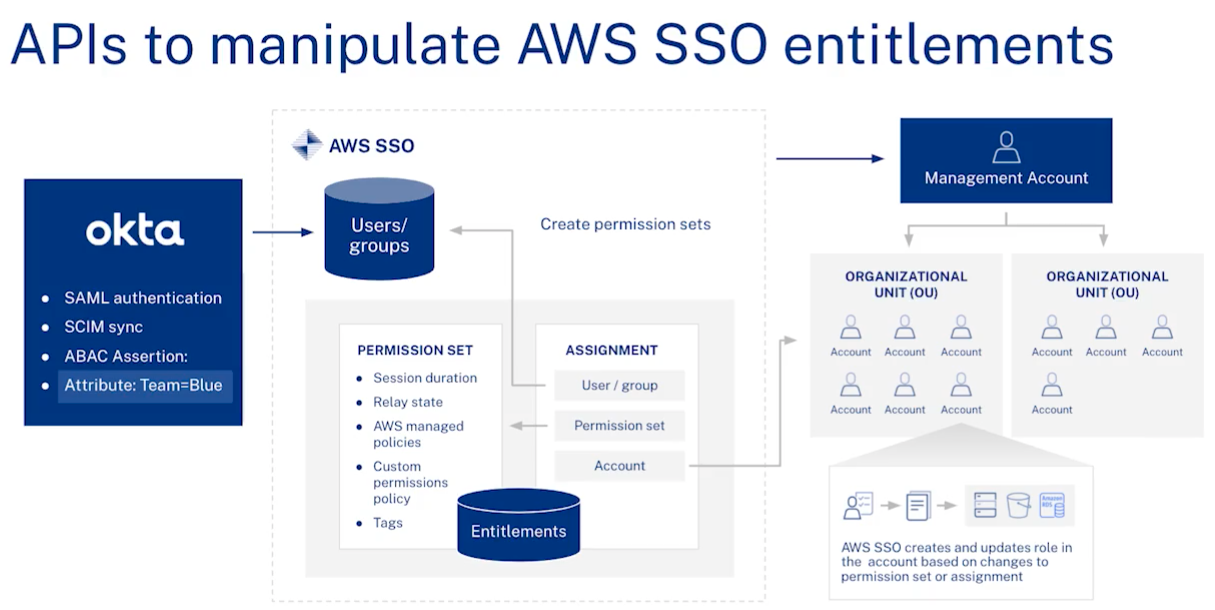 APIs to manipulate AWS SSO entitlements
okta
SAML authentication
SCIM sync
ABAC Assertion:
Attribute: Team=Blue
AWS SSO
Users/
groups
Create permission sets
PERMISSION SET
Session duration
Relay state
AWS managed
policies
Custom
permissions
policy
Tags
ASSIGNMENT
User / group
Permission set
Account
Entitlements
Management Account
ORGANIZATIONAL
UNIT (OU)
Account Account Account
Account Account Account
ORGANIZATIONAL
UNIT (OU)
Account Account Account
Account
Amazon
RDS
AWS SSO creates and updates role in
the account based on changes to
permission set or assignment